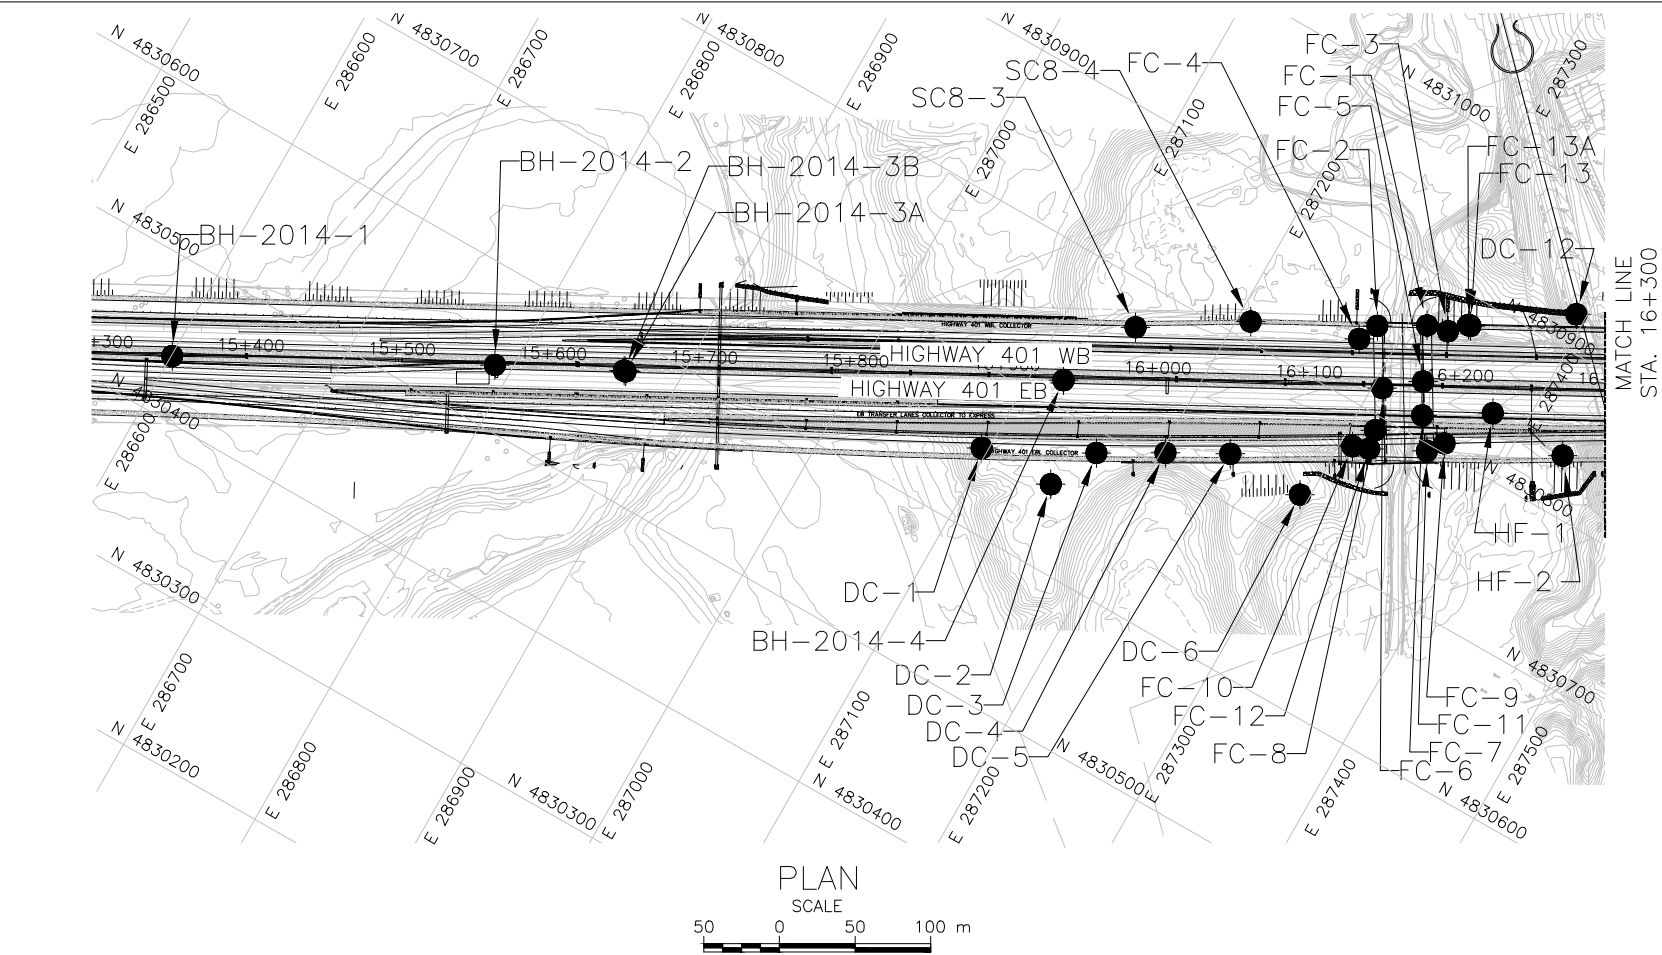 N 4830600
E 286500
E 286600
N 4830700
E 286700
E 286800
N 4830800
E 286900
N 4830900
E 287000
E 287100
E 287200
N 4831000
E 287300
SC8-3
SC8-4
FC-4
FC-3
FC-1
FC-5
FC-2
FC-13A
FC-13
DC-12
BH-2014-1
BH-2014-2
BH-2014-3B
BH-2014-3A
N 4830500
N 4830900
MATCH LINE
STA. 16+300
HIGHWAY 401 WBL COLLECTOR
+300
15+400
15+500
15+600
15+700
15+800
HIGHWAY 401 WB
16+000
16+100
6+200
16
HIGHWAY 401 EB
EB TRANSFER LANES COLLECTOR TO EXPRESS
HIGHWAY 401 EBL COLLECTOR
N 4830400
E 286600
E 287400
N 4830800
HF-1
HF-2
DC-1
BH-2014-4
DC-2
DC-3
DC-4
DC-5
DC-6
FC-10
FC-12
FC-8
FC-9
FC-11
FC-7
FC-6
N 4830300
E 286700
N 4830200
E 286800
E 286900
N 4830300
E 287000
E 287100
N 4830400
E 287200
N 4830500
E 287300
E 287400
N 4830600
E 287500
N 4830700
PLAN
SCALE
50 0 50 100 m